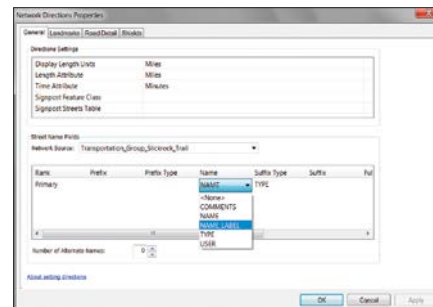 Network Directions Properties
General Landmarks Road Detail Shields
Directions Settings
Display Length Units Miles
Length Attribute Miles
Time Attribute Minutes
Signpost Feature Class
Signpost Streets Table
Street Name Fields
Network Source: Transportation_Group_Slickrock_Trail
Rank Prefix Prefix Type Name Suffix Type Suffix Ful
Primary NAME TYPE
<None>
COMMENTS
NAME
NAME_LABEL
TYPE
USER
Number of Alternate Names: 0
About setting directions
OK Cancel Apply